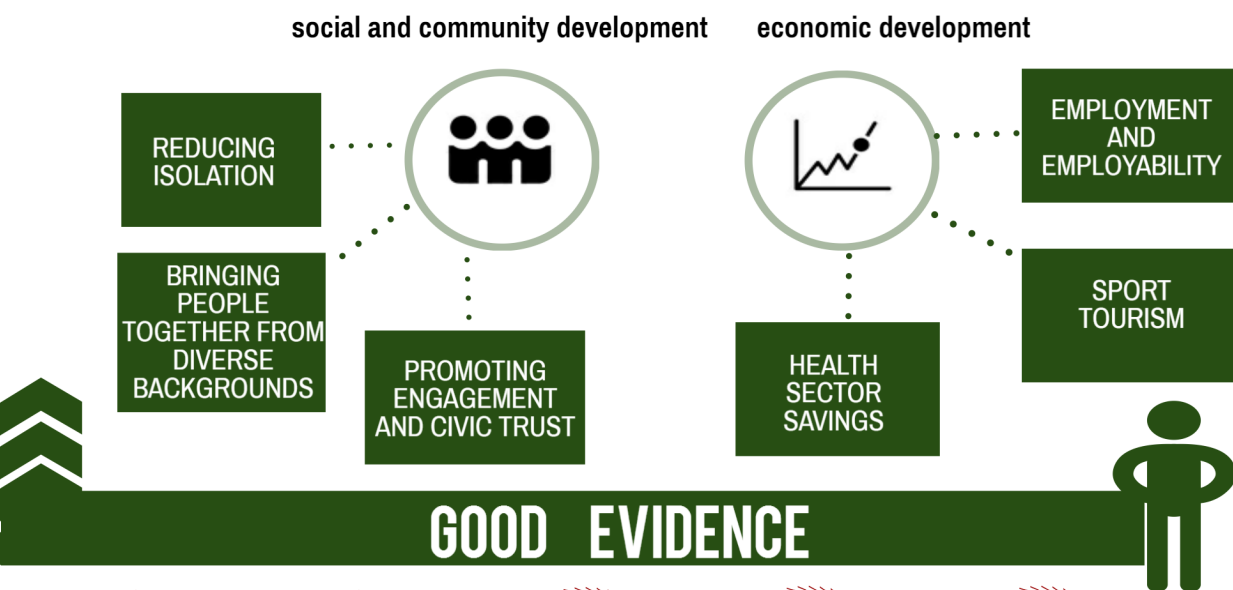 social and community development
economic development
REDUCING
ISOLATION
BRINGING
PEOPLE
TOGETHER FROM
DIVERSE
BACKGROUNDS
PROMOTING
ENGAGEMENT
AND CIVIC TRUST
HEALTH
SECTOR
SAVINGS
EMPLOYMENT
AND
EMPLOYABILITY
SPORT
TOURISM
GOOD EVIDENCE